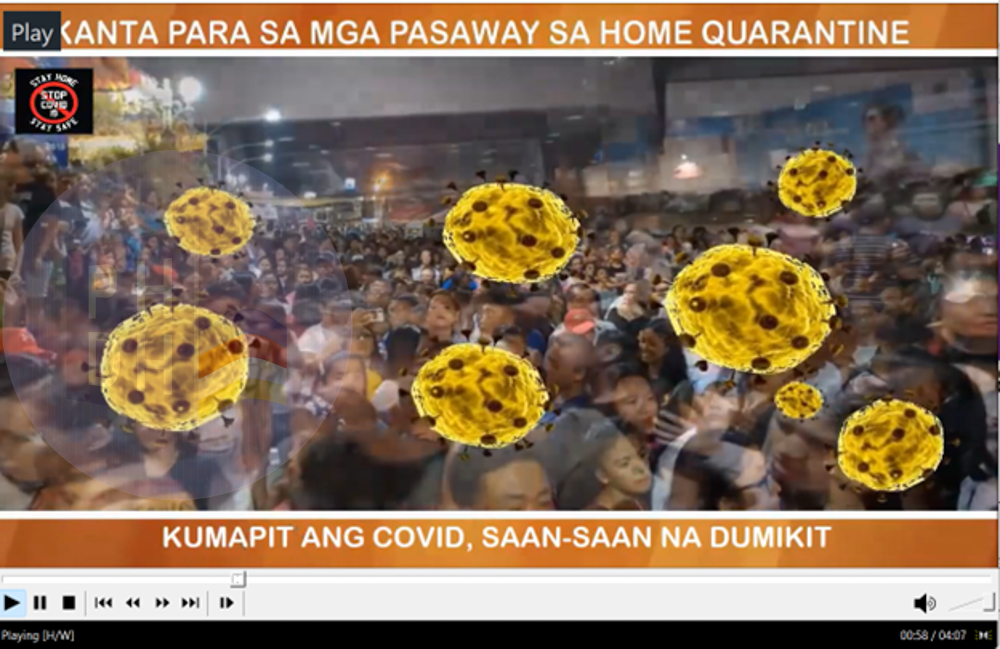 Play
KANTA PARA SA MGA PASAWAY SA HOME QUARANTINE
STAY HOME
STOP
COVID
19
STAY SAFE
KUMAPIT ANG COVID, SAAN-SAAN NA DUMIKIT
Playing [H/W]
00:58 / 04:07